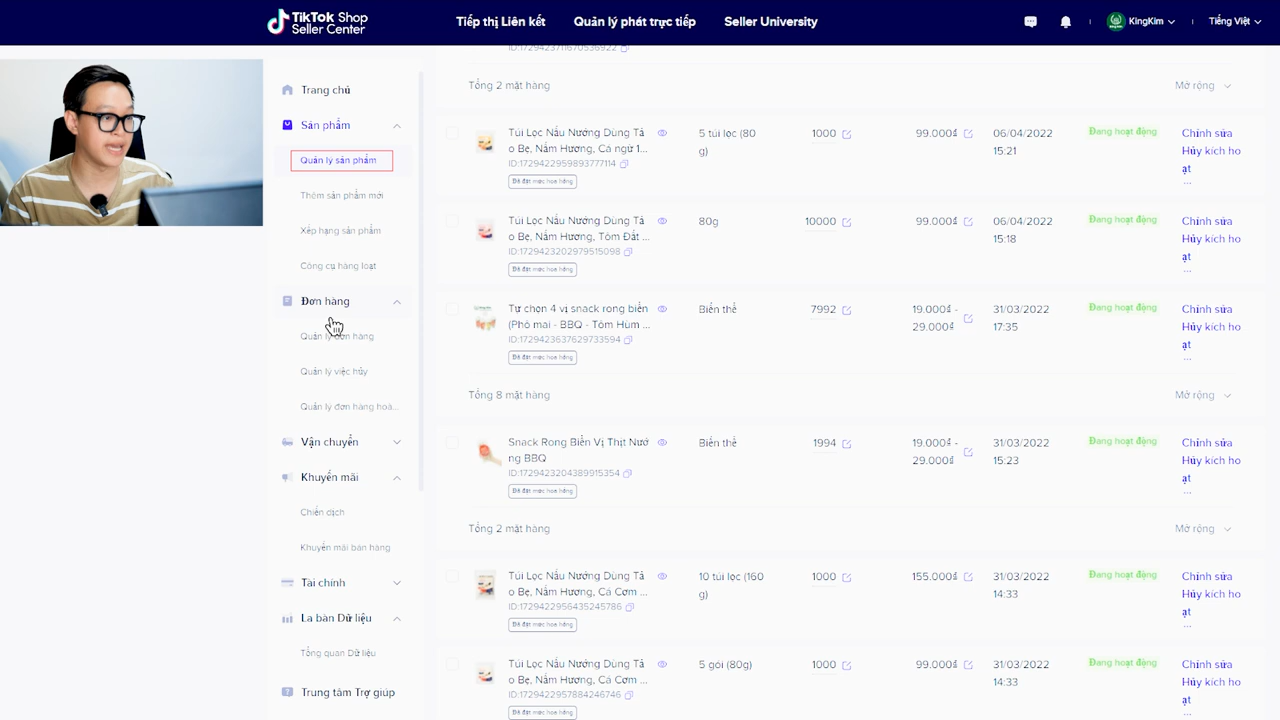 TikTok Shop
Seller Center
Tiếp thị Liên kết
Quản lý phát trực tiếp
Seller University
KingKim
Tiếng Việt
Trang chủ
Sản phẩm
Quản lý sản phẩm
Thêm sản phẩm mới
Xếp hạng sản phẩm
Công cụ hàng loạt
Đơn hàng
Quản lý đơn hàng
Quản lý việc hủy
Quản lý đơn hàng hoà...
Vận chuyển
Khuyến mãi
Chiến dịch
Khuyến mãi bán hàng
Tài chính
La bàn Dữ liệu
Tổng quan Dữ liệu
Trung tâm Trợ giúp
Tổng 2 mặt hàng
Mở rộng
Túi Lọc Nấu Nướng Dùng Tả
o Bẹ, Nấm Hương, Cá ngừ 1...
ID:1729422959893777114
Đã đặt mức hoa hồng
5 túi lọc (80
g)
1000
99.000₫
06/04/2022
15:21
Đang hoạt động
Chỉnh sửa
Hủy kích ho
ạt
...
Túi Lọc Nấu Nướng Dùng Tả
o Bẹ, Nấm Hương, Tôm Đất ...
ID:1729423202979515098
Đã đặt mức hoa hồng
80g
10000
99.000₫
06/04/2022
15:18
Đang hoạt động
Chỉnh sửa
Hủy kích ho
ạt
...
Tự chọn 4 vị snack rong biển
(Phô mai - BBQ - Tôm Hùm ...
ID:1729423637629733594
Đã đặt mức hoa hồng
Biến thể
7992
19.000₫ -
29.000₫
31/03/2022
17:35
Đang hoạt động
Chỉnh sửa
Hủy kích ho
ạt
...
Tổng 8 mặt hàng
Mở rộng
Snack Rong Biển Vị Thịt Nướ
ng BBQ
ID:1729423204389915354
Đã đặt mức hoa hồng
Biến thể
1994
19.000₫ -
29.000₫
31/03/2022
15:23
Đang hoạt động
Chỉnh sửa
Hủy kích ho
ạt
...
Tổng 2 mặt hàng
Mở rộng
Túi Lọc Nấu Nướng Dùng Tả
o Bẹ, Nấm Hương, Cá Cơm ...
ID:1729422956435245786
Đã đặt mức hoa hồng
10 túi lọc (160
g)
1000
155.000₫
31/03/2022
14:33
Đang hoạt động
Chỉnh sửa
Hủy kích ho
ạt
...
Túi Lọc Nấu Nướng Dùng Tả
o Bẹ, Nấm Hương, Cá Cơm ...
ID:1729422957884246746
Đã đặt mức hoa hồng
5 gói (80g)
1000
99.000₫
31/03/2022
14:33
Đang hoạt động
Chỉnh sửa
Hủy kích ho
ạt
...